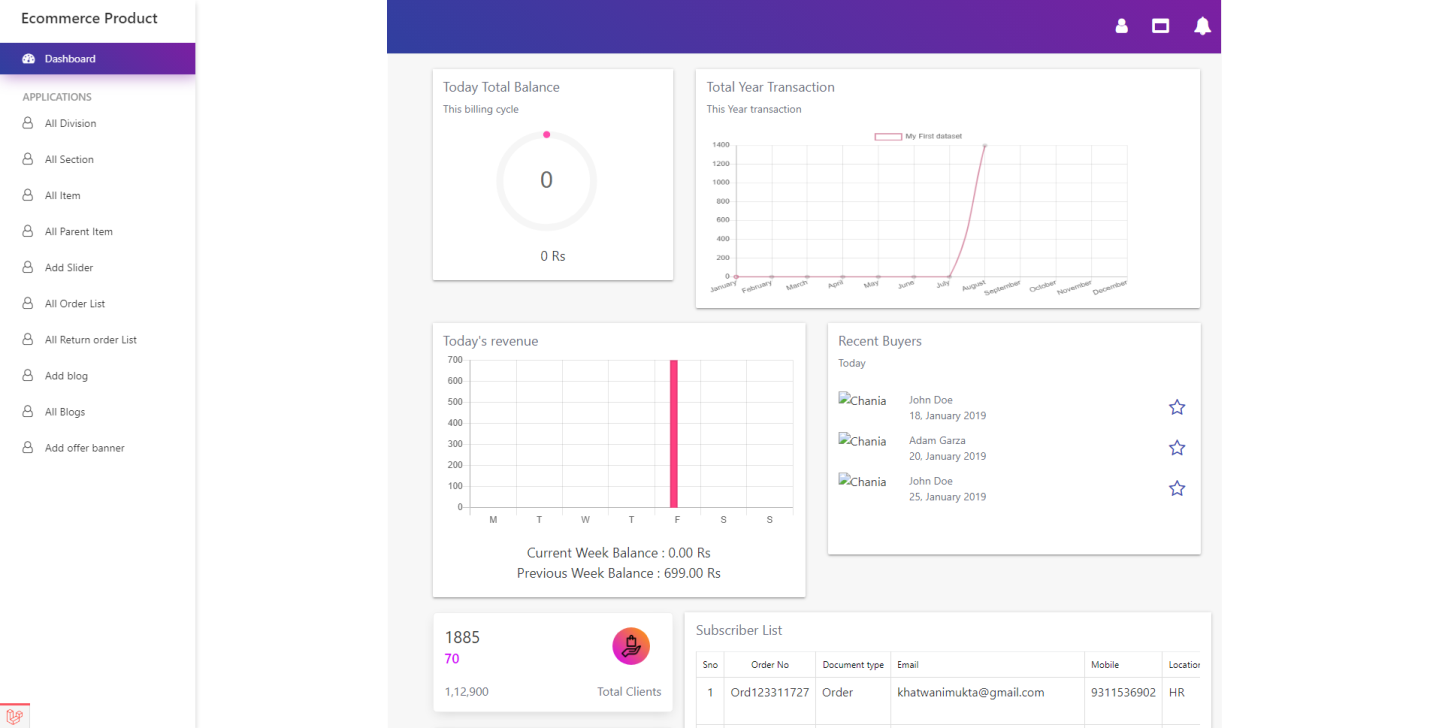 Ecommerce Product
Dashboard
APPLICATIONS
All Division
All Section
All Item
All Parent Item
Add Slider
All Order List
All Return order List
Add blog
All Blogs
Add offer banner
Today Total Balance
This billing cycle
0
0 Rs
Total Year Transaction
This Year transaction
My First dataset
1400
1200
1000
800
600
400
200
0
January February March April May June July August September October November December
Today's revenue
700
600
500
400
300
200
100
0
M T W T F S S
Current Week Balance : 0.00 Rs
Previous Week Balance : 699.00 Rs
Recent Buyers
Today
Chania
John Doe
18, January 2019
Chania
Adam Garza
20, January 2019
Chania
John Doe
25, January 2019
1885
70
1,12,900 Total Clients
Subscriber List
Sno Order No Document type Email Mobile Location
1 Ord123311727 Order khatwanimukta@gmail.com 9311536902 HR